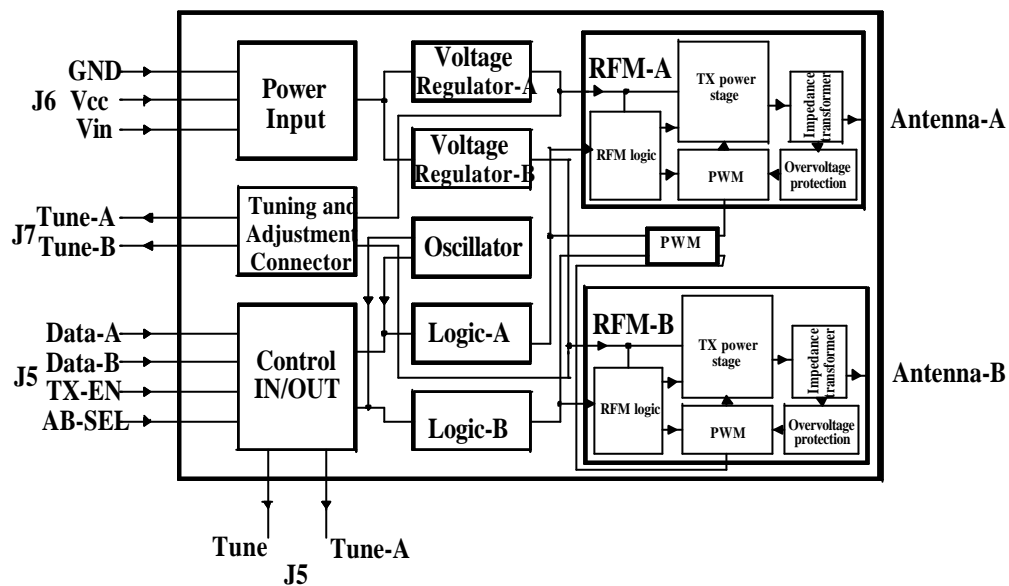 GND
J6 Vcc
Vin
Power
Input
Voltage
Regulator-A
Voltage
Regulator-B
RFM-A
TX power
stage
Impedance
transformer
RFM logic
PWM
Overvoltage
protection
Antenna-A
Tune-A
J7
Tune-B
Tuning and
Adjustment
Connector
Oscillator
PWM
Data-A
Data-B
J5
TX-EN
AB-SEL
Control
IN/OUT
Logic-A
Logic-B
RFM-B
TX power
stage
Impedance
transformer
RFM logic
PWM
Overvoltage
protection
Antenna-B
Tune
Tune-A
J5